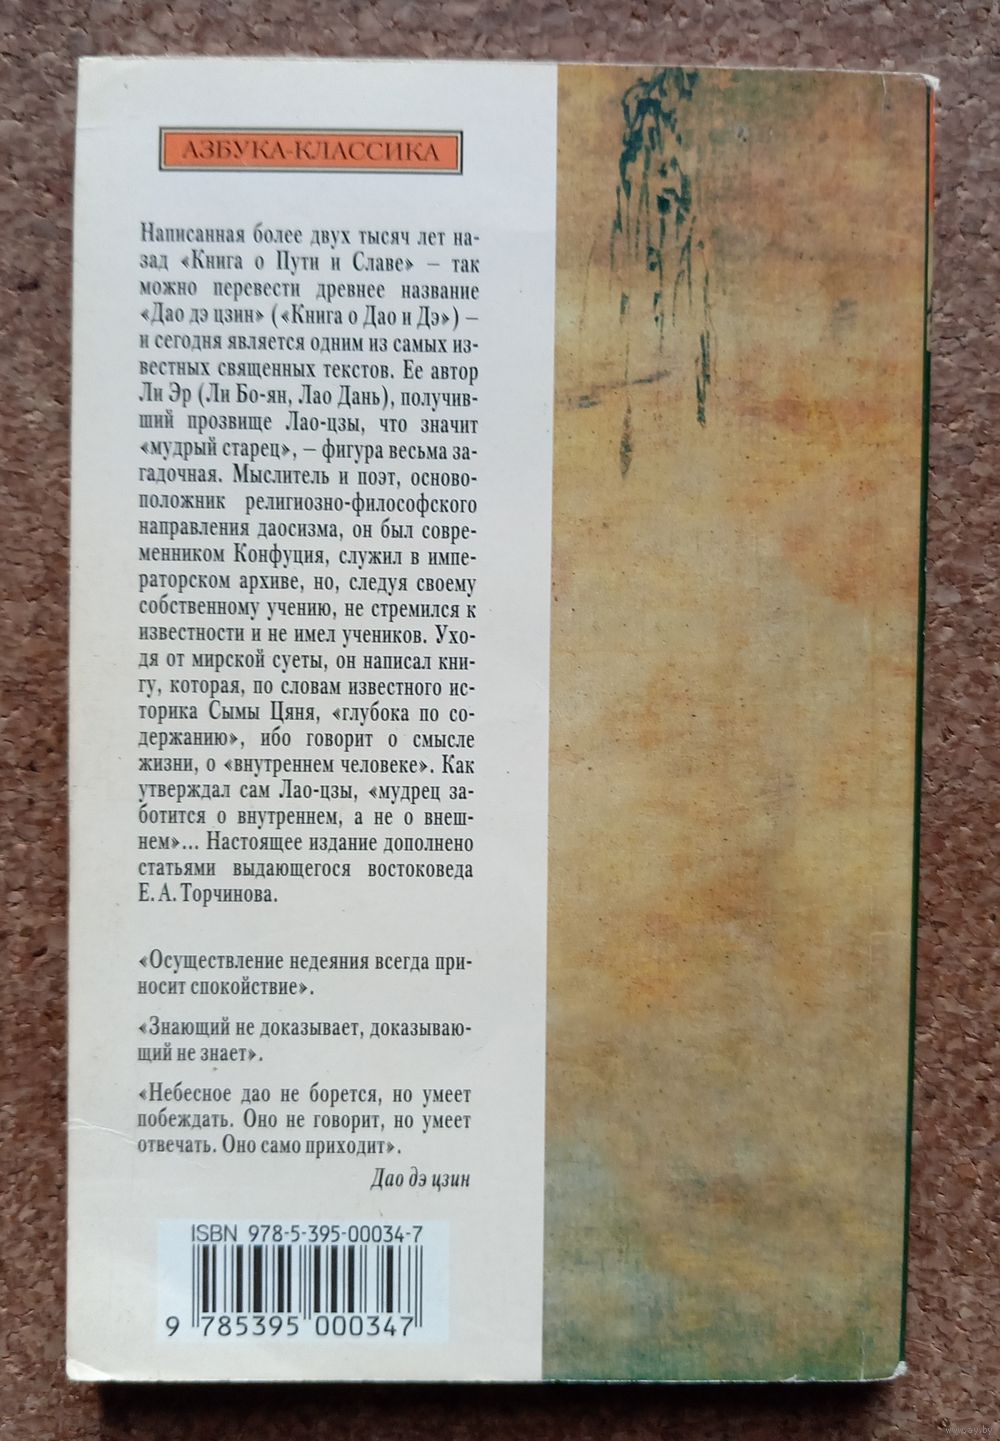 АЗБУКА-КЛАССИКА
Написанная более двух тысяч лет на-
зад «Книга о Пути и Славе» – так
можно перевести древнее название
«Дао дэ цзин» («Книга о Дао и Дэ») –
и сегодня является одним из самых из-
вестных священных текстов. Ее автор
Ли Эр (Ли Бо-ян, Лао Дань), получив-
ший прозвище Лао-цзы, что значит
«мудрый старец», – фигура весьма за-
гадочная. Мыслитель и поэт, осново-
положник религиозно-философского
направления даосизма, он был совре-
менником Конфуция, служил в импе-
раторском архиве, но, следуя своему
собственному учению, не стремился к
известности и не имел учеников. Ухо-
дя от мирской суеты, он написал кни-
гу, которая, по словам известного ис-
торика Сымы Цяня, «глубока по со-
держанию», ибо говорит о смысле
жизни, о «внутреннем человеке». Как
утверждал сам Лао-цзы, «мудрец за-
ботится о внутреннем, а не о внеш-
нем»... Настоящее издание дополнено
статьями выдающегося востоковеда
Е. А. Торчинова.
«Осуществление недеяния всегда при-
носит спокойствие».
«Знающий не доказывает, доказываю-
щий не знает».
«Небесное дао не борется, но умеет
побеждать. Оно не говорит, но умеет
отвечать. Оно само приходит».
Дао дэ цзин
ISBN 978-5-395-00034-7
9 785395 000347
www.ay.by